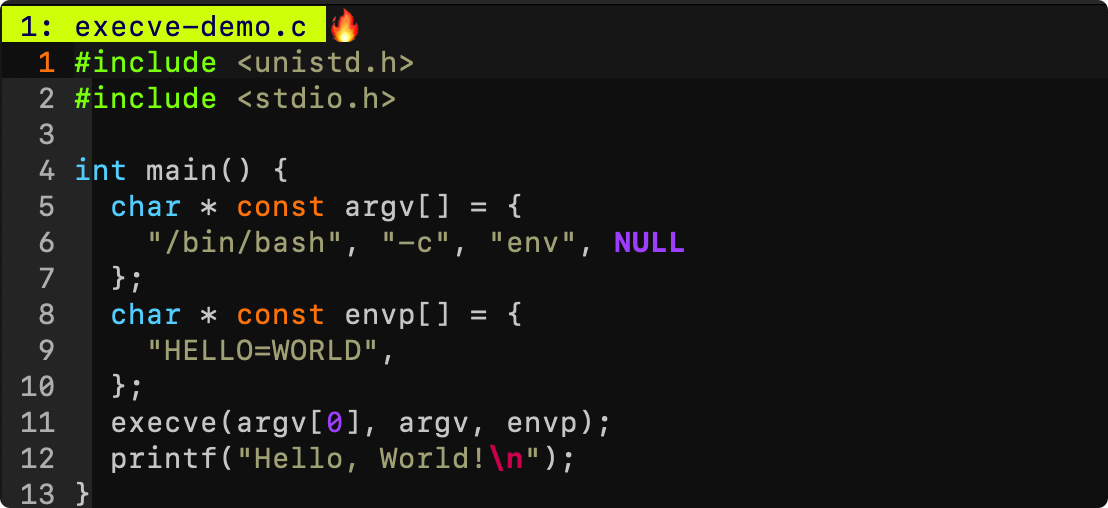 1: execve-demo.c 🔥
1 #include <unistd.h>
2 #include <stdio.h>
3
4 int main() {
5   char * const argv[] = {
6     "/bin/bash", "-c", "env", NULL
7   };
8   char * const envp[] = {
9     "HELLO=WORLD",
10   };
11   execve(argv[0], argv, envp);
12   printf("Hello, World!\n");
13 }